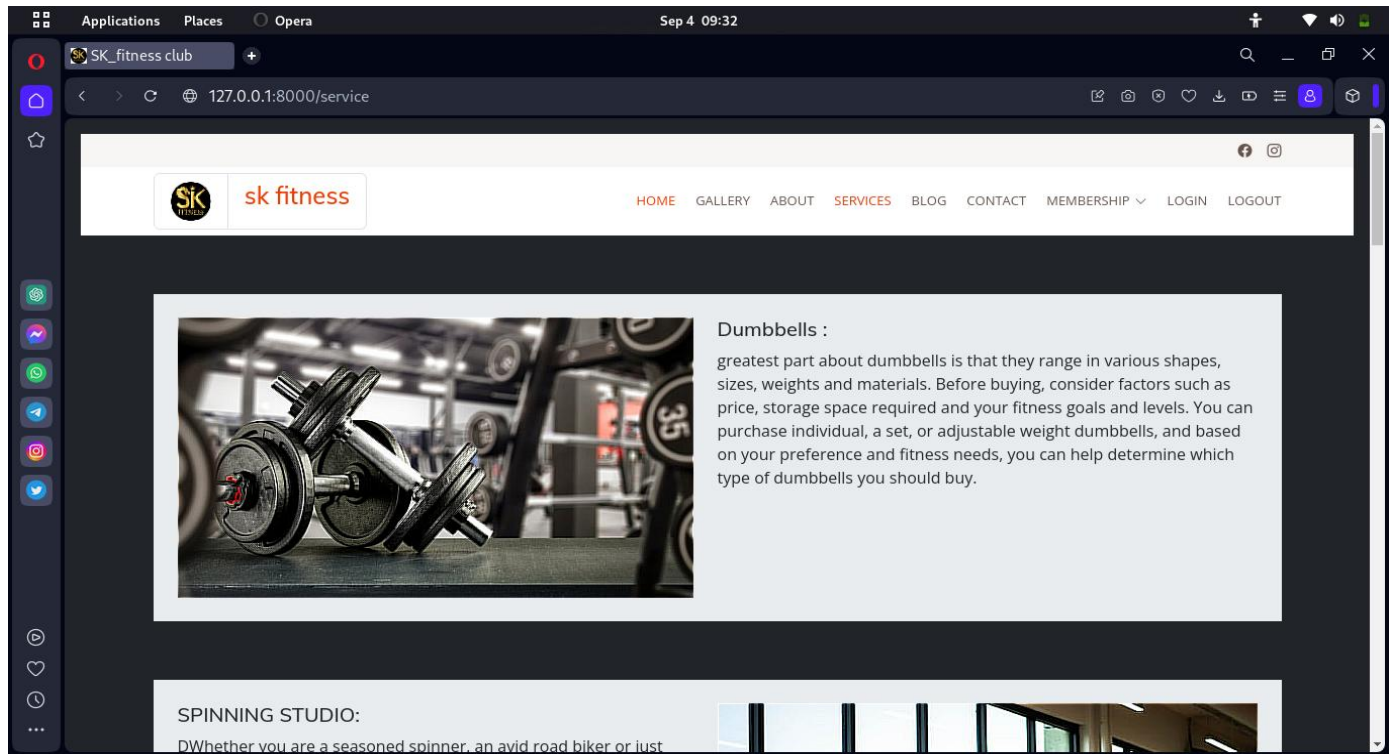 Applications Places Opera Sep 4 09:32
SK_fitness club
127.0.0.1:8000/service
SK
FITNESS
sk fitness
HOME GALLERY ABOUT SERVICES BLOG CONTACT MEMBERSHIP LOGIN LOGOUT
35
Dumbbells :
greatest part about dumbbells is that they range in various shapes,
sizes, weights and materials. Before buying, consider factors such as
price, storage space required and your fitness goals and levels. You can
purchase individual, a set, or adjustable weight dumbbells, and based
on your preference and fitness needs, you can help determine which
type of dumbbells you should buy.
SPINNING STUDIO:
DWhether you are a seasoned spinner, an avid road biker or just